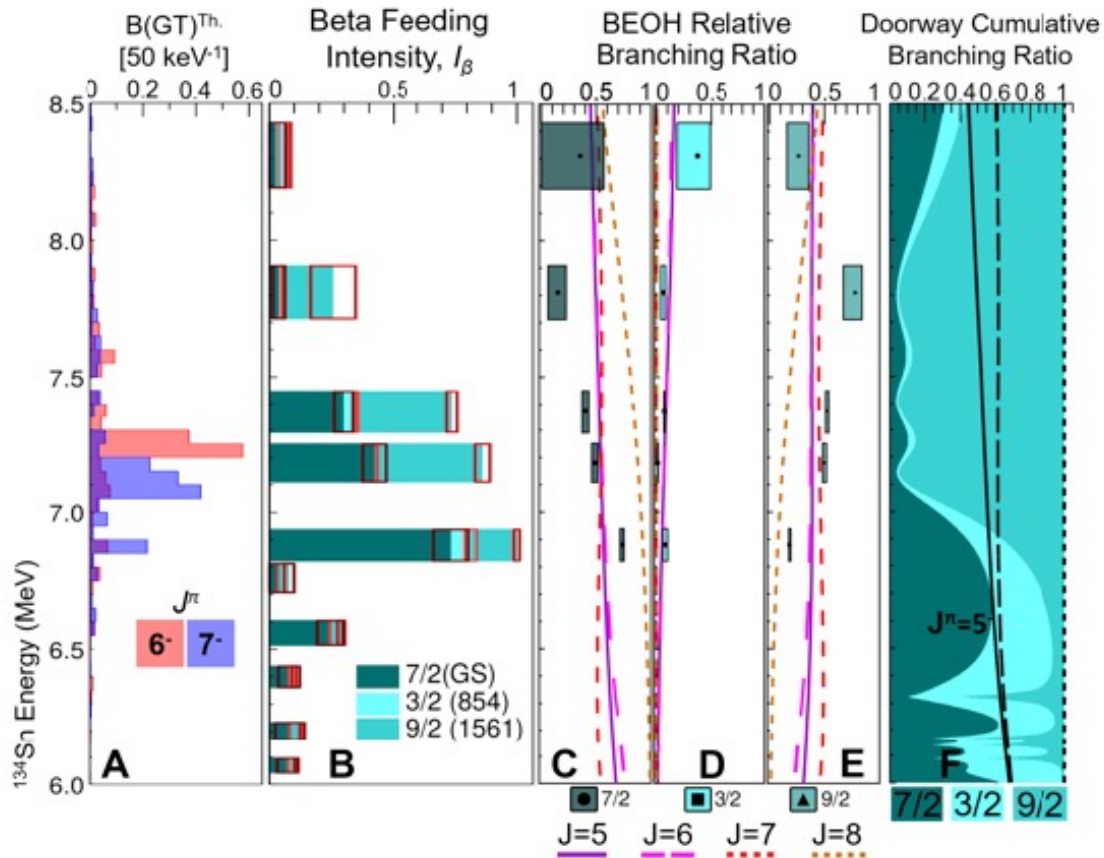 B(GT)Th.
[50 keV-1]
Beta Feeding
Intensity, Iβ
BEOH Relative
Branching Ratio
Doorway Cumulative
Branching Ratio
0 0.2 0.4 0.6
0 0.5 1
0 0.5 1 0 0.5 1 0 0.5 1
0 0.2 0.4 0.6 0.8 1
8.5
8.0
7.5
7.0
6.5
6.0
134Sn Energy (MeV)
Jπ
6- 7-
7/2(GS)
3/2 (854)
9/2 (1561)
Jπ=5-
A B C D E F
7/2 3/2 9/2
7/2 3/2 9/2
J=5 J=6 J=7 J=8